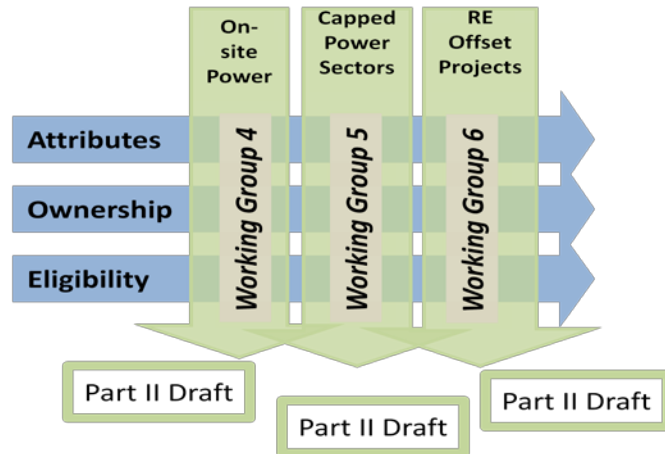 On-
site
Power
Capped
Power
Sectors
RE
Offset
Projects
Attributes
Ownership
Eligibility
Working Group 4
Working Group 5
Working Group 6
Part II Draft
Part II Draft
Part II Draft